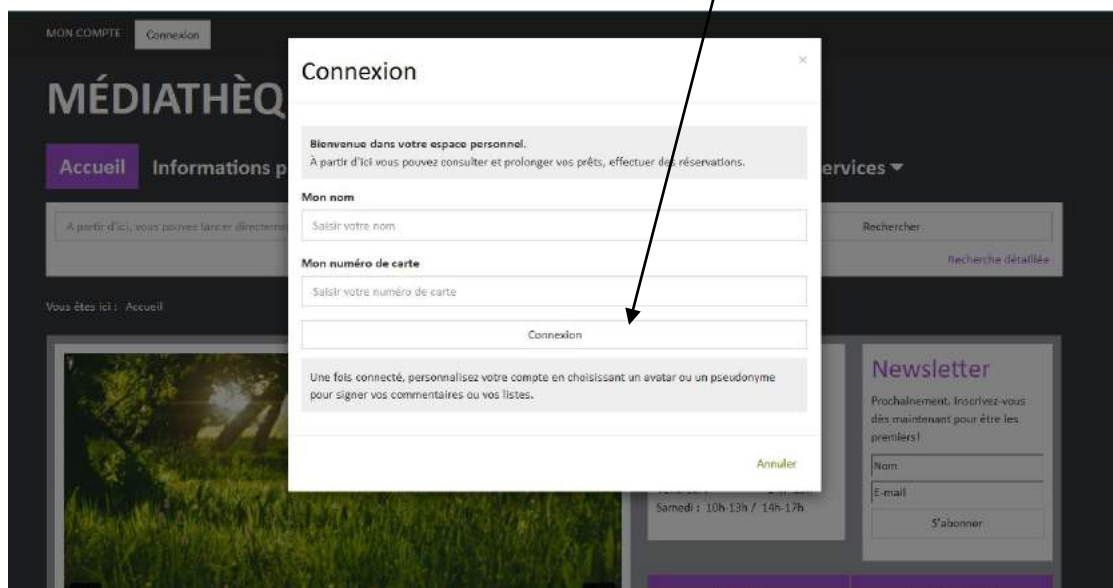 MON COMPTE
Connexion
MÉDIATHÈQ
Accueil
Informations p
ervices
A partir d'ici, vous pouvez lancer directeme
Rechercher
Recherche détaillée
Vous êtes ici : Accueil
Connexion
×
Bienvenue dans votre espace personnel.
À partir d'ici vous pouvez consulter et prolonger vos prêts, effectuer des réservations.
Mon nom
Saisir votre nom
Mon numéro de carte
Saisir votre numéro de carte
Connexion
Une fois connecté, personnalisez votre compte en choisissant un avatar ou un pseudonyme
pour signer vos commentaires ou vos listes.
Annuler
Samedi : 10h-13h / 14h-17h
Newsletter
Prochainement. Inscrivez-vous
dès maintenant pour être les
premiers!
Nom
E-mail
S'abonner